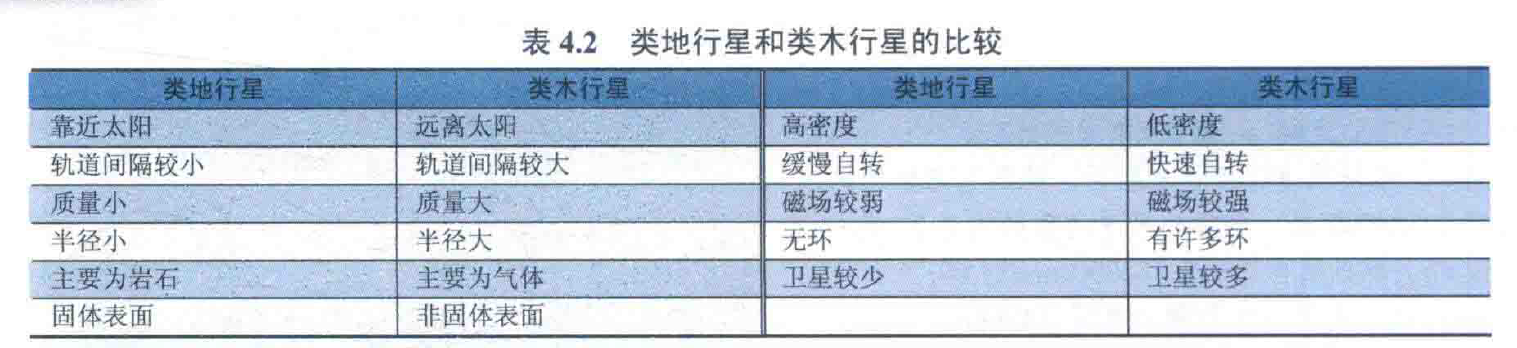 表 4.2 类地行星和类木行星的比较
类地行星 类木行星 类地行星 类木行星
靠近太阳 远离太阳 高密度 低密度
轨道间隔较小 轨道间隔较大 缓慢自转 快速自转
质量小 质量大 磁场较弱 磁场较强
半径小 半径大 无环 有许多环
主要为岩石 主要为气体 卫星较少 卫星较多
固体表面 非固体表面